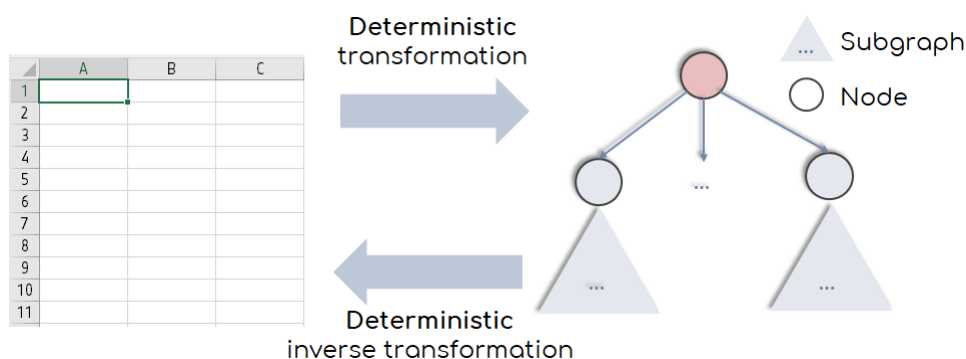 Deterministic
transformation
A B C
1
2
3
4
5
6
7
8
9
10
11
... Subgraph
Node
...
... ...
Deterministic
inverse transformation